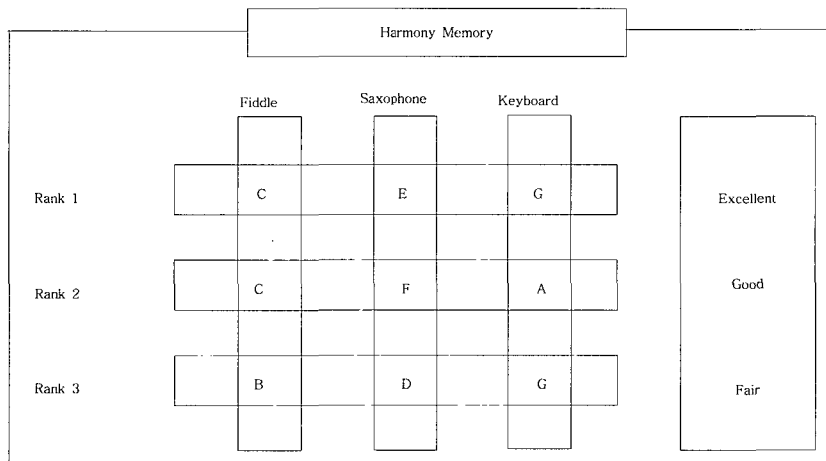 Harmony Memory
Fiddle Saxophone Keyboard
Rank 1 C E G Excellent
Rank 2 C F A Good
Rank 3 B D G Fair